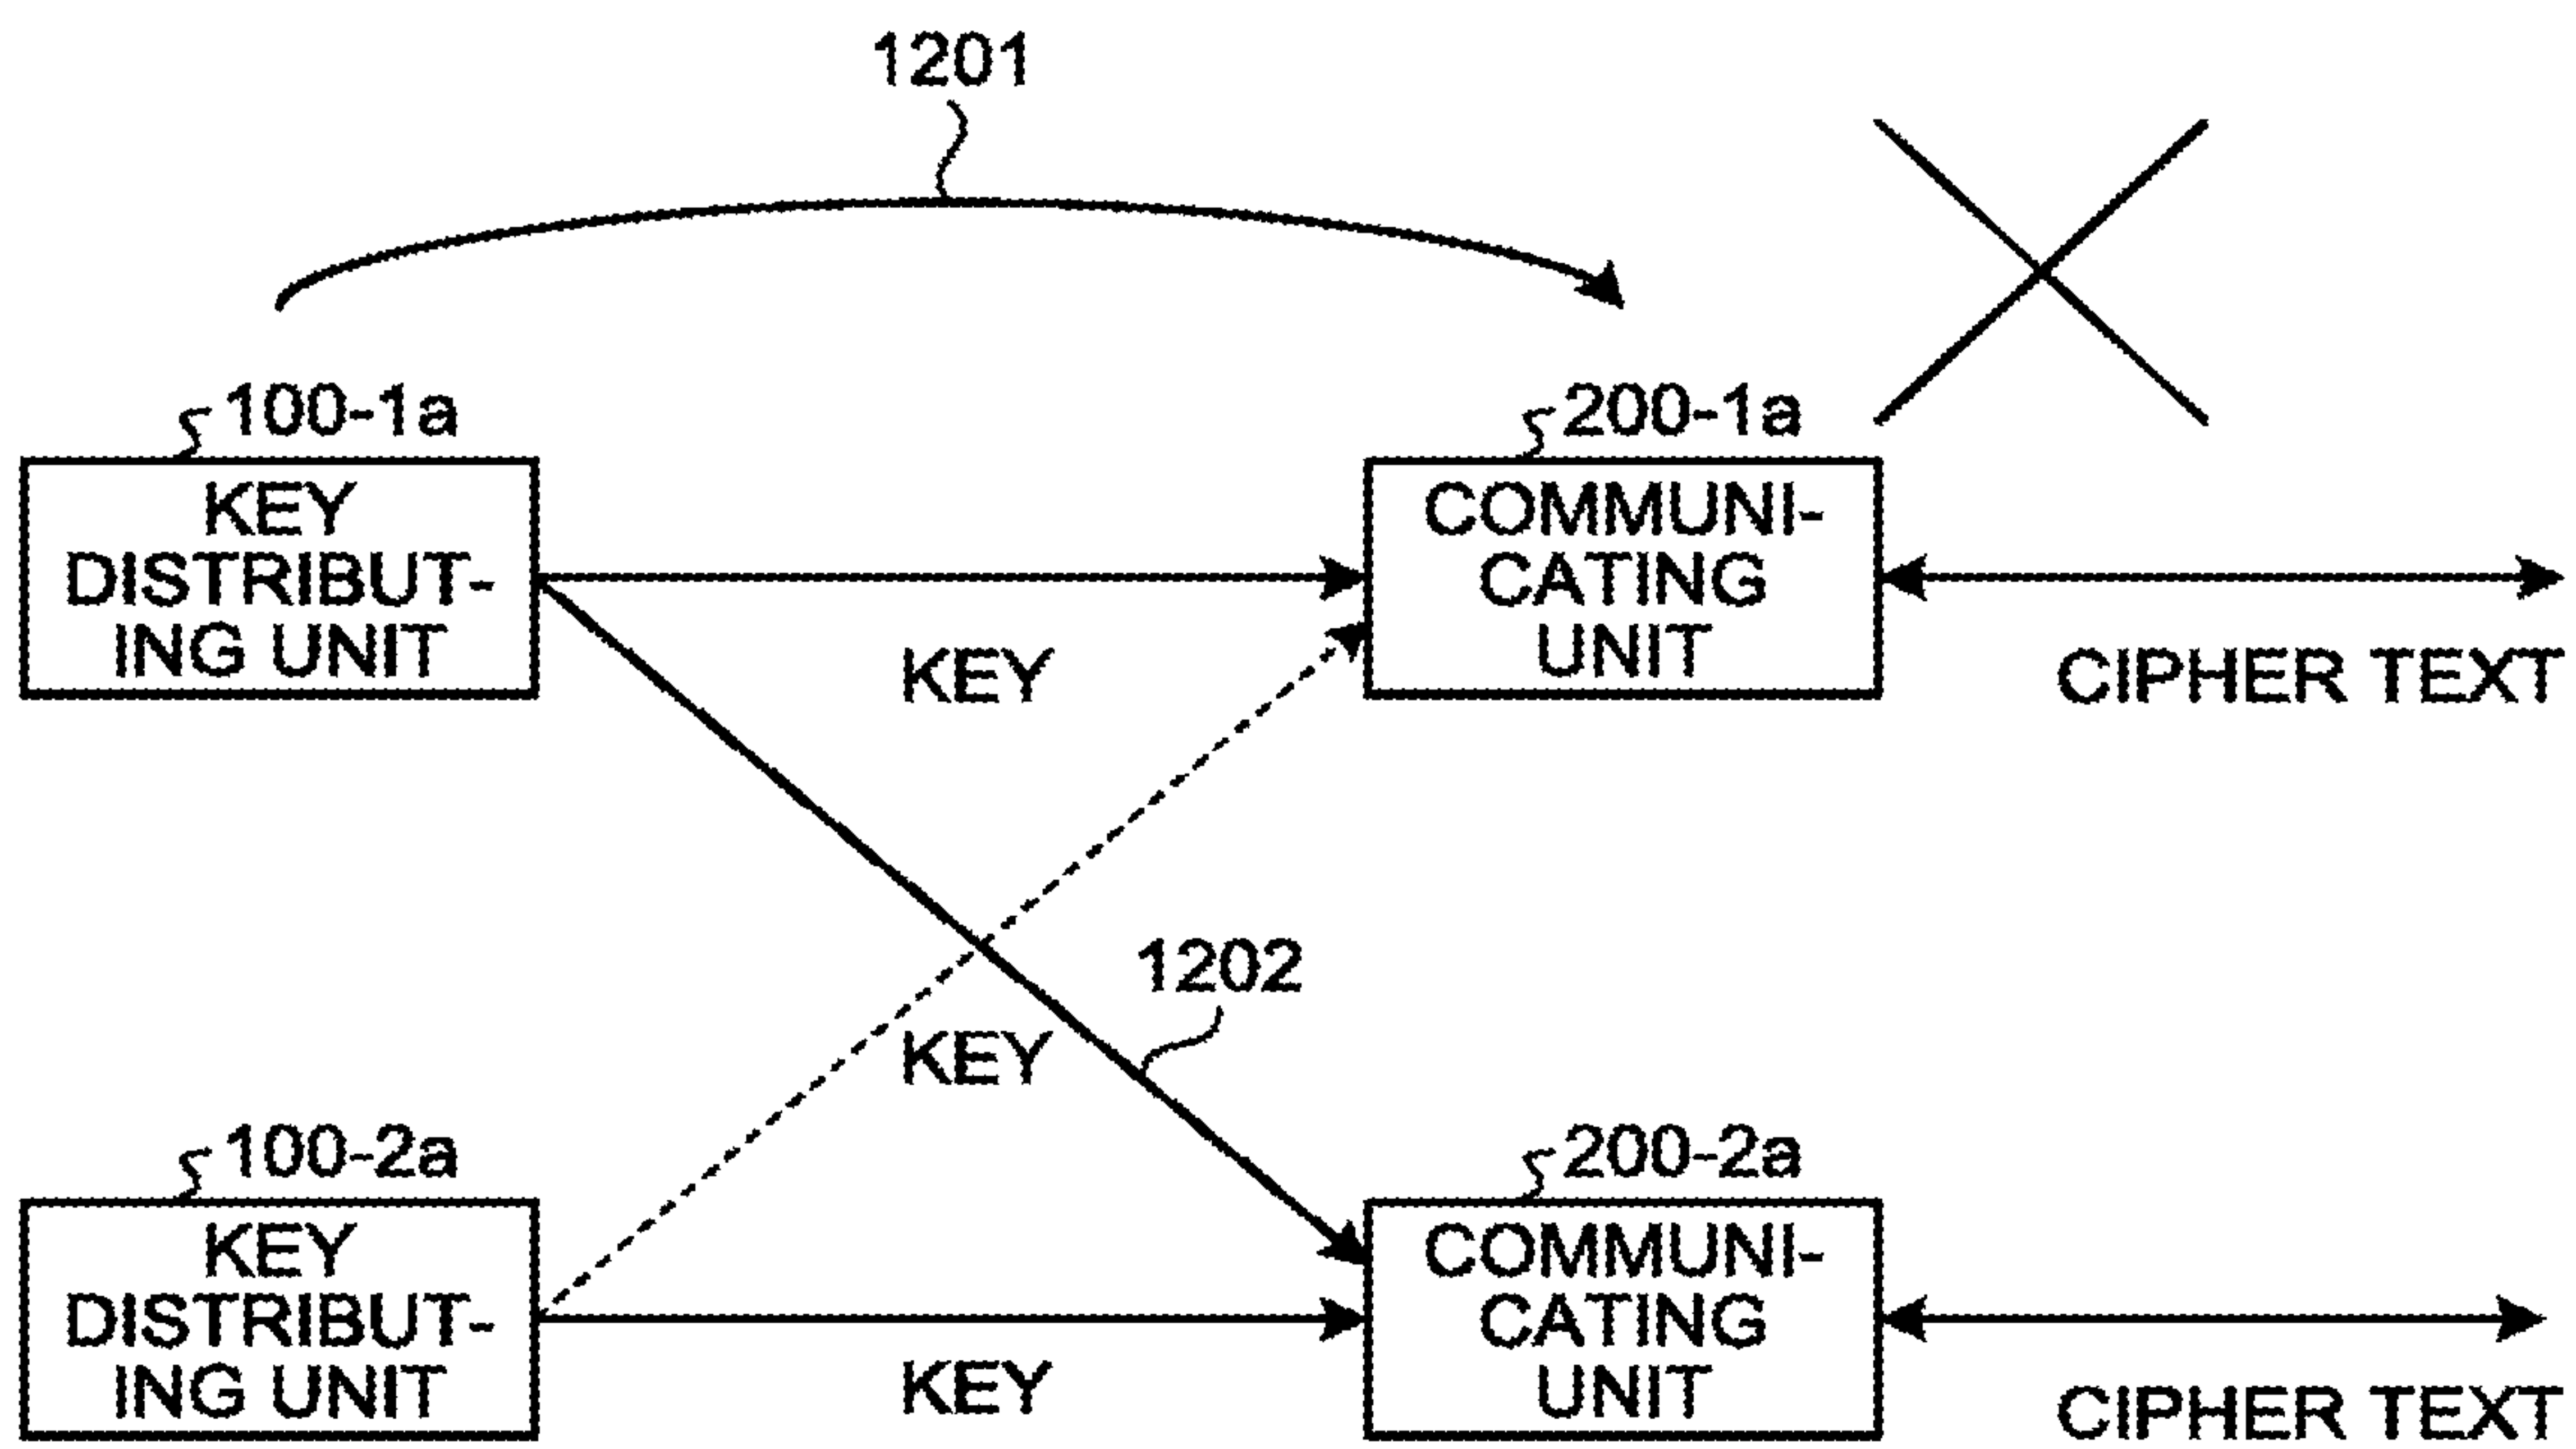 1201
100-1a
200-1a
KEY
DISTRIBUT-
ING UNIT
COMMUNI-
CATING
UNIT
KEY
CIPHER TEXT
1202
KEY
100-2a
200-2a
KEY
DISTRIBUT-
ING UNIT
COMMUNI-
CATING
UNIT
KEY
CIPHER TEXT